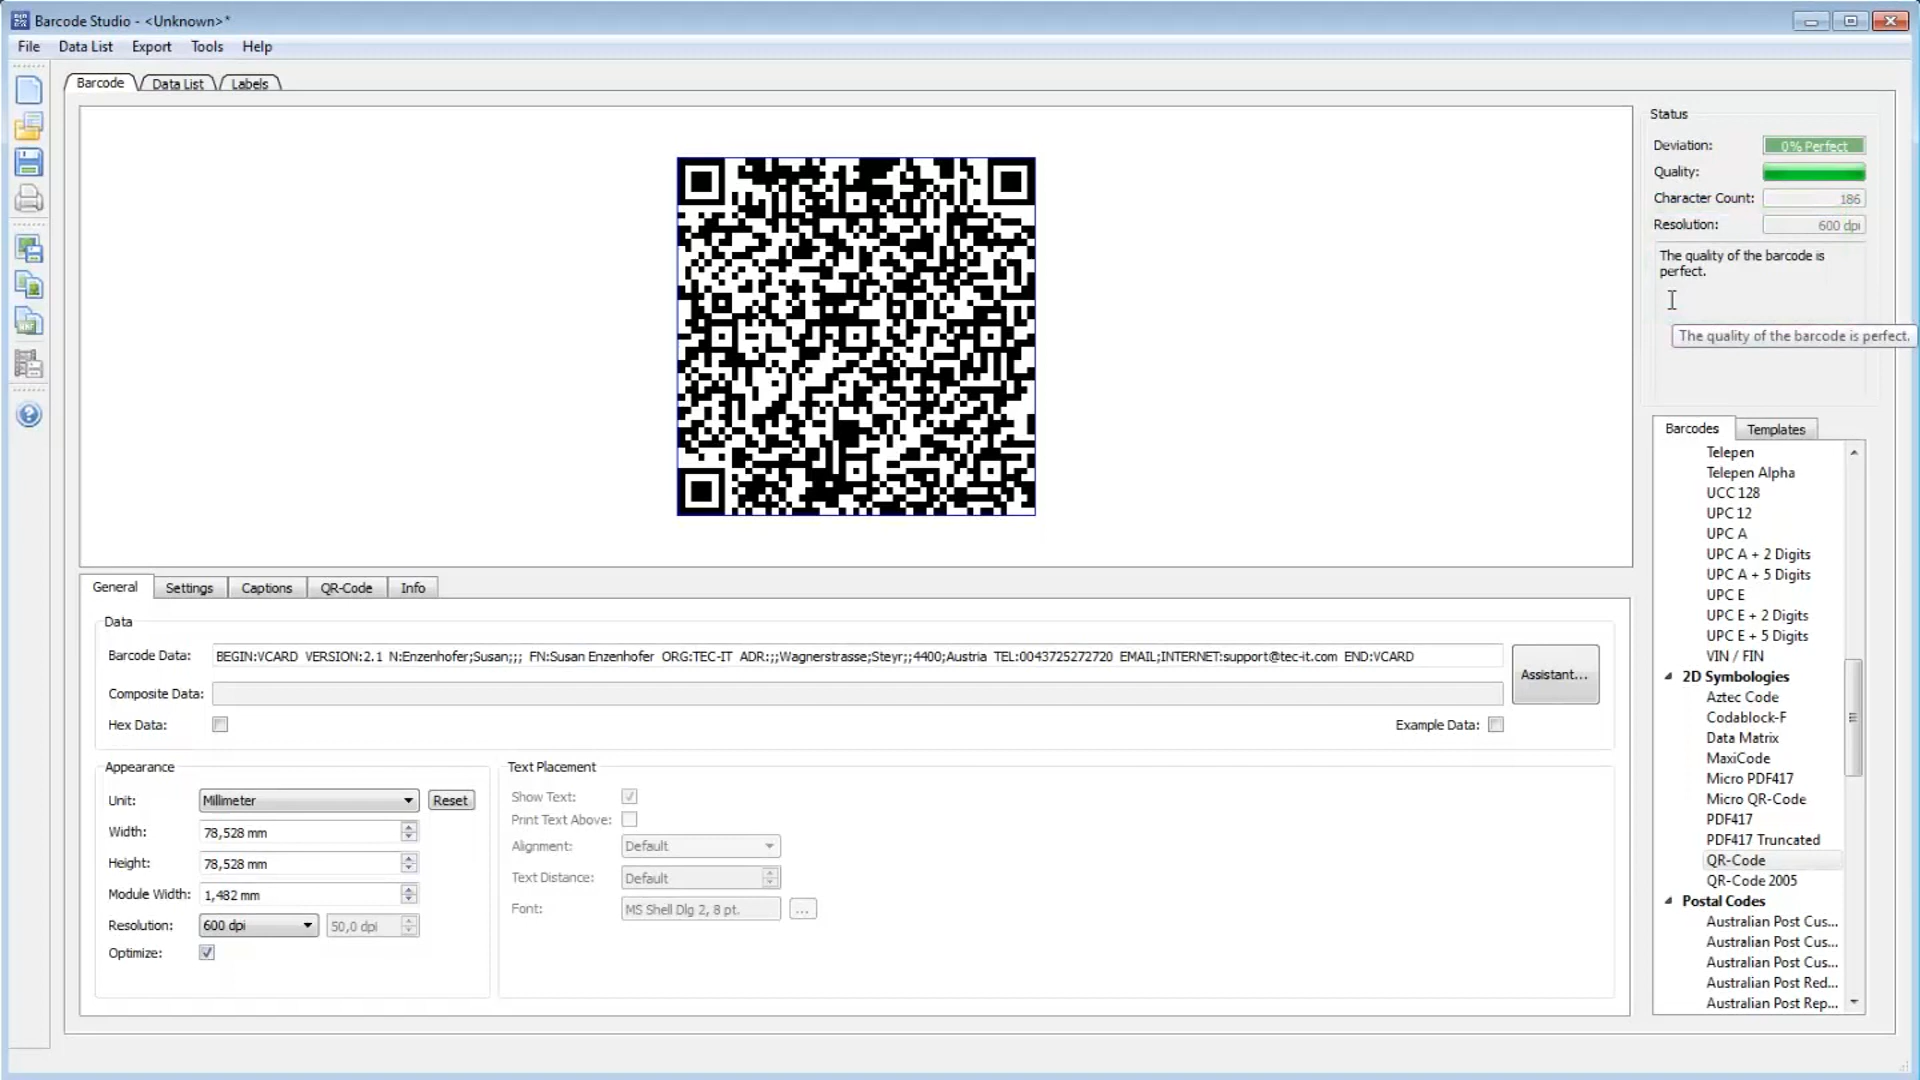 Barcode Studio - <Unknown>*
File Data List Export Tools Help
Barcode Data List Labels
Status
Deviation: 0% Perfect
Quality:
Character Count: 186
Resolution: 600 dpi
The quality of the barcode is
perfect.
The quality of the barcode is perfect.
Barcodes Templates
Telepen
Telepen Alpha
UCC 128
UPC 12
UPC A
UPC A + 2 Digits
UPC A + 5 Digits
UPC E
UPC E + 2 Digits
UPC E + 5 Digits
VIN / FIN
2D Symbologies
Aztec Code
Codablock-F
Data Matrix
MaxiCode
Micro PDF417
Micro QR-Code
PDF417
PDF417 Truncated
QR-Code
QR-Code 2005
Postal Codes
Australian Post Cus...
Australian Post Cus...
Australian Post Cus...
Australian Post Red...
Australian Post Rep...
General Settings Captions QR-Code Info
Data
Barcode Data: BEGIN:VCARD VERSION:2.1 N:Enzenhofer;Susan;;; FN:Susan Enzenhofer ORG:TEC-IT ADR:;;Wagnerstrasse;Steyr;;4400;Austria TEL:0043725272720 EMAIL;INTERNET:support@tec-it.com END:VCARD
Assistant...
Composite Data:
Hex Data: Example Data:
Appearance
Unit: Millimeter Reset
Width: 78,528 mm
Height: 78,528 mm
Module Width: 1,482 mm
Resolution: 600 dpi 50,0 dpi
Optimize:
Text Placement
Show Text:
Print Text Above:
Alignment: Default
Text Distance: Default
Font: MS Shell Dlg 2, 8 pt. ...